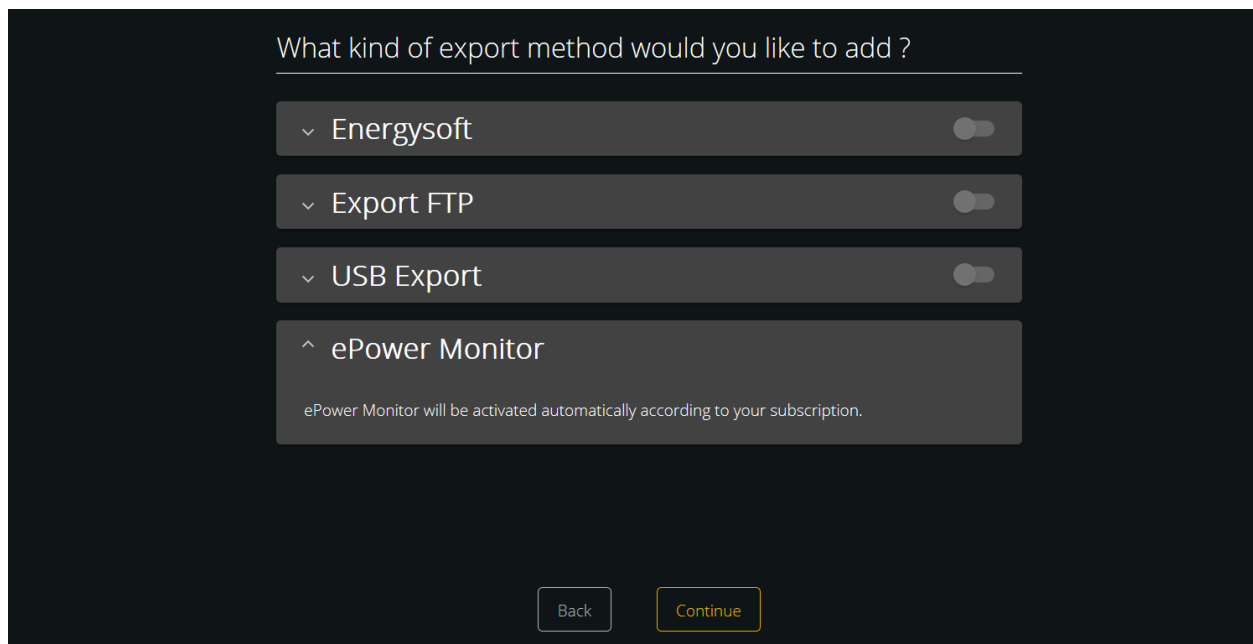 What kind of export method would you like to add ?
Energysoft
Export FTP
USB Export
ePower Monitor
ePower Monitor will be activated automatically according to your subscription.
Back
Continue